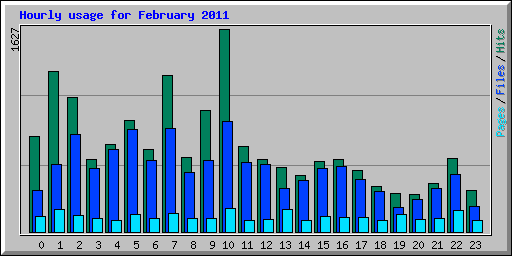 Hourly usage for February 2011
1627
Pages/Files/Hits
0 1 2 3 4 5 6 7 8 9 10 11 12 13 14 15 16 17 18 19 20 21 22 23